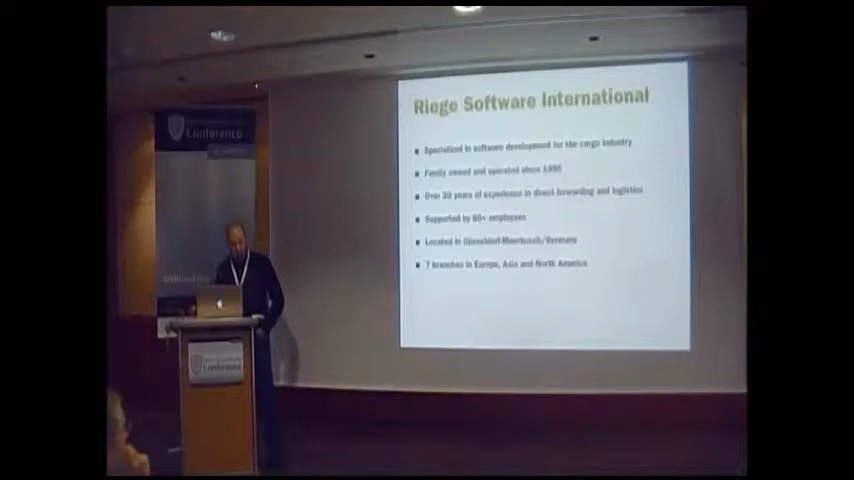 Conference
Riege Software International
Specialized in software development for the cargo industry
Family owned and operated since 1985
Over 30 years of experience in direct forwarding and logistics
Supported by 80+ employees
Located in Düsseldorf-Meerbusch/Germany
7 branches in Europe, Asia and North America
Conference